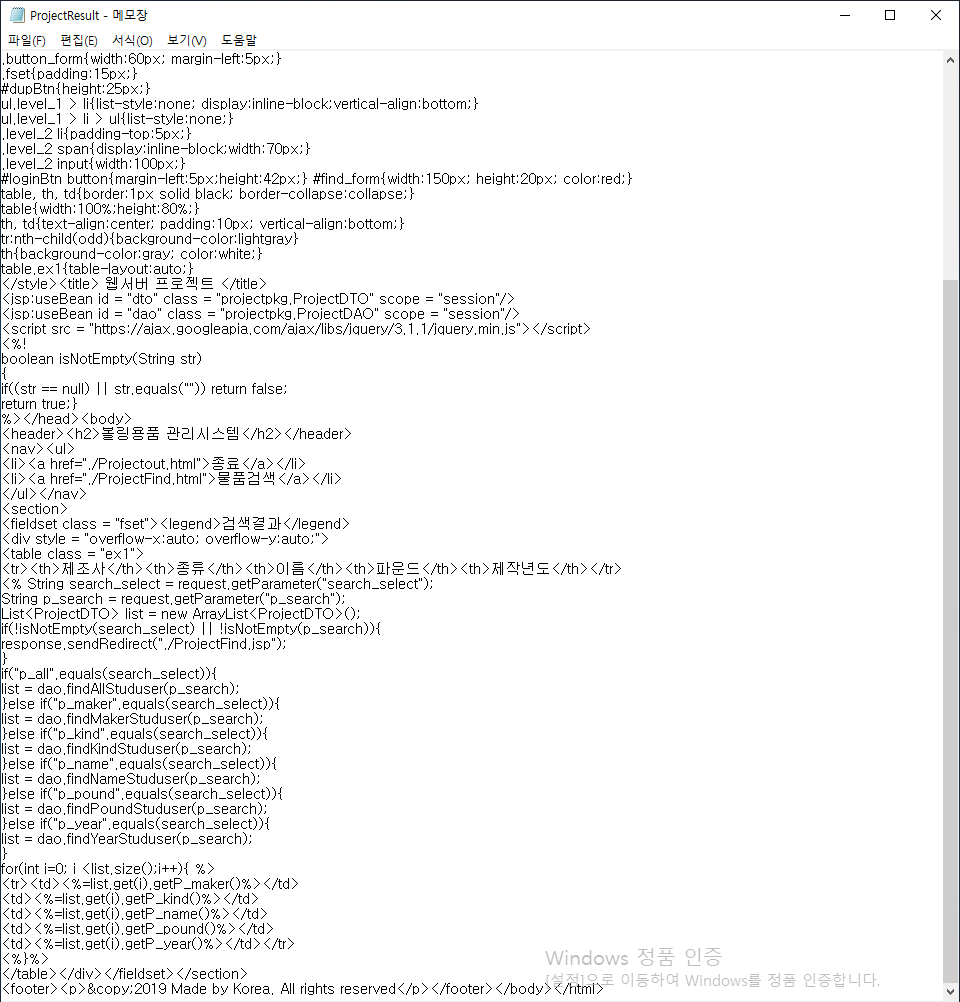 ProjectResult - 메모장
파일(F) 편집(E) 서식(O) 보기(V) 도움말
.button_form{width:60px; margin-left:5px;}
.fset{padding:15px;}
#dupBtn{height:25px;}
ul.level_1 > li{list-style:none; display:inline-block;vertical-align:bottom;}
ul.level_1 > li > ul{list-style:none;}
.level_2 li{padding-top:5px;}
.level_2 span{display:inline-block;width:70px;}
.level_2 input{width:100px;}
#loginBtn button{margin-left:5px;height:42px;} #find_form{width:150px; height:20px; color:red;}
table, th, td{border:1px solid black; border-collapse:collapse;}
table{width:100%;height:80%;}
th, td{text-align:center; padding:10px; vertical-align:bottom;}
tr:nth-child(odd){background-color:lightgray}
th{background-color:gray; color:white;}
table.ex1{table-layout:auto;}
</style><title> 웹서버 프로젝트 </title>
<jsp:useBean id = "dto" class = "projectpkg.ProjectDTO" scope = "session"/>
<jsp:useBean id = "dao" class = "projectpkg.ProjectDAO" scope = "session"/>
<script src = "https://ajax.googleapia.com/ajax/libs/jquery/3.1.1/jquery.min.js"></script>
<%!
boolean isNotEmpty(String str)
{
if((str == null) || str.equals("")) return false;
return true;}
%></head><body>
<header><h2>볼링용품 관리시스템</h2></header>
<nav><ul>
<li><a href="./Projectout.html">종료</a></li>
<li><a href="./ProjectFind.html">물품검색</a></li>
</ul></nav>
<section>
<fieldset class = "fset"><legend>검색결과</legend>
<div style = "overflow-x:auto; overflow-y:auto;">
<table class = "ex1">
<tr><th>제조사</th><th>종류</th><th>이름</th><th>파운드</th><th>제작년도</th></tr>
<% String search_select = request.getParameter("search_select");
String p_search = request.getParameter("p_search");
List<ProjectDTO> list = new ArrayList<ProjectDTO>();
if(!isNotEmpty(search_select) || !isNotEmpty(p_search)){
response.sendRedirect("./ProjectFind.jsp");
}
if("p_all".equals(search_select)){
list = dao.findAllStuduser(p_search);
}else if("p_maker".equals(search_select)){
list = dao.findMakerStuduser(p_search);
}else if("p_kind".equals(search_select)){
list = dao.findKindStuduser(p_search);
}else if("p_name".equals(search_select)){
list = dao.findNameStuduser(p_search);
}else if("p_pound".equals(search_select)){
list = dao.findPoundStuduser(p_search);
}else if("p_year".equals(search_select)){
list = dao.findYearStuduser(p_search);
}
for(int i=0; i <list.size();i++){ %>
<tr><td><%=list.get(i).getP_maker()%></td>
<td><%=list.get(i).getP_kind()%></td>
<td><%=list.get(i).getP_name()%></td>
<td><%=list.get(i).getP_pound()%></td>
<td><%=list.get(i).getP_year()%></td></tr>
<%}%>
</table></div></fieldset></section>
<footer><p>&copy;2019 Made by Korea. All rights reserved</p></footer></body></html>
Windows 정품 인증
[설정]으로 이동하여 Windows를 정품 인증합니다.